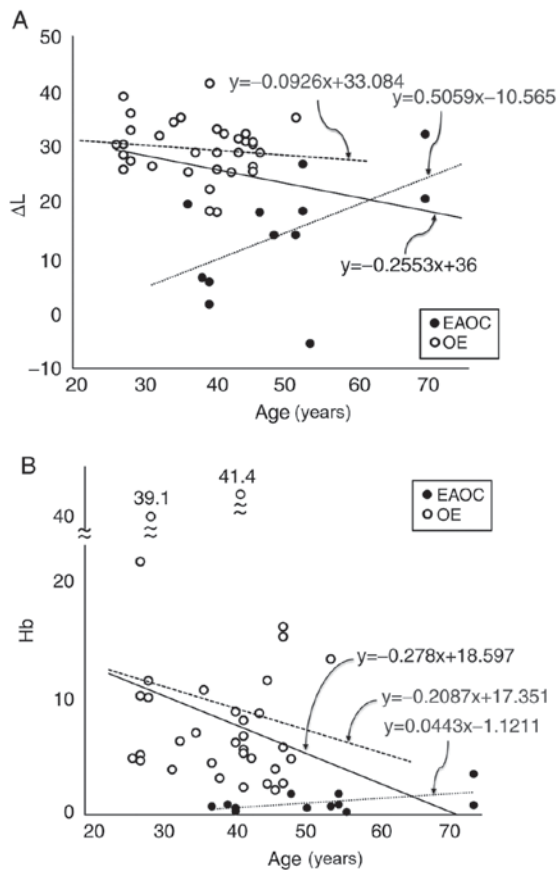 A
50
40
30
20
10
0
−10
ΔL
y=−0.0926x+33.084
y=0.5059x−10.565
y=−0.2553x+36
EAOC
OE
20 30 40 50 60 70
Age (years)
B
39.1
41.4
EAOC
OE
40
≈ ≈ ≈
20
10
0
Hb
y=−0.278x+18.597
y=−0.2087x+17.351
y=0.0443x−1.1211
20 30 40 50 60 70
Age (years)